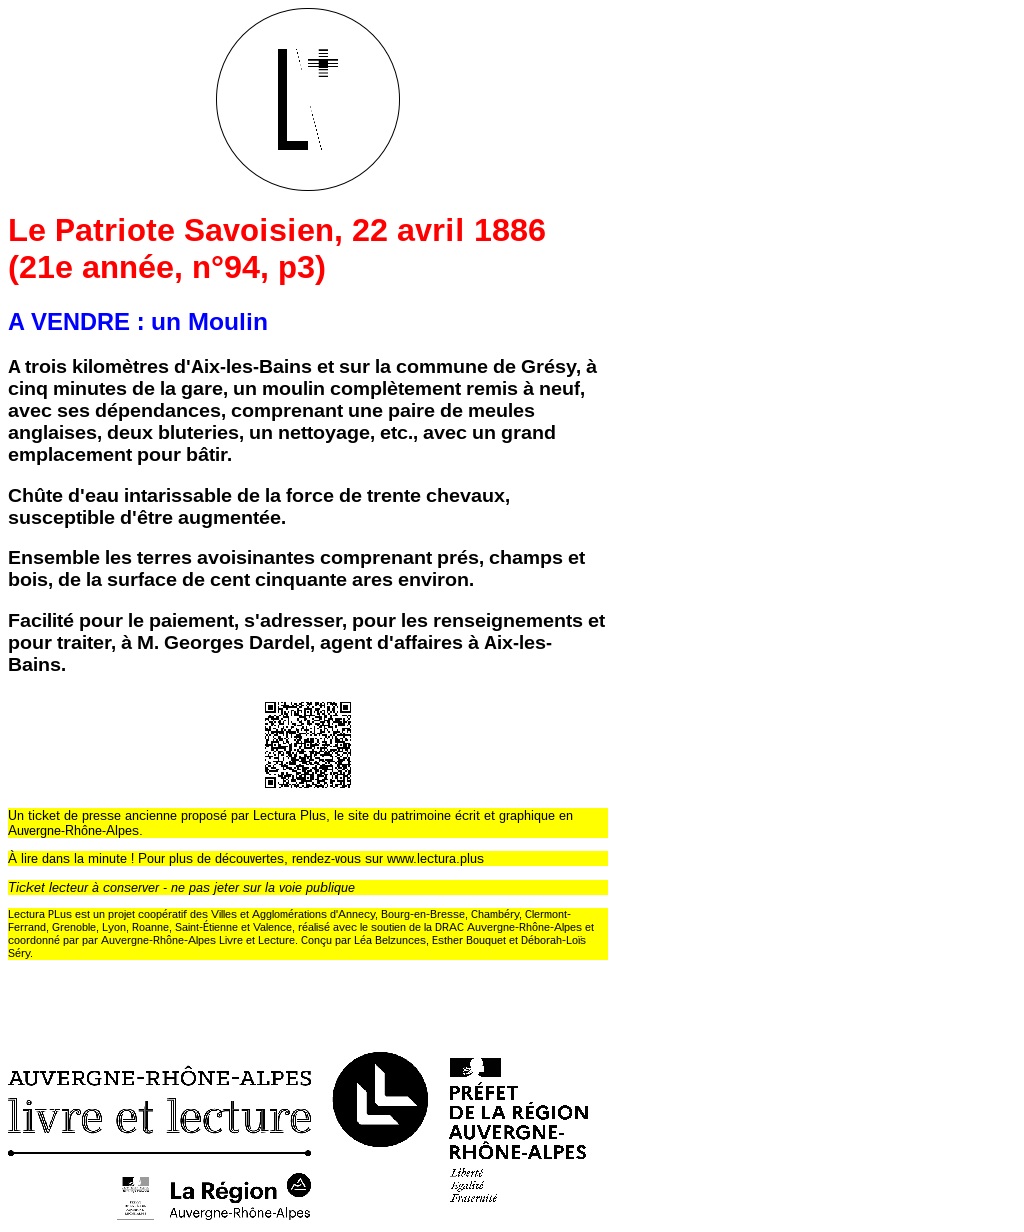 L+
Le Patriote Savoisien, 22 avril 1886
(21e année, n°94, p3)
A VENDRE : un Moulin
A trois kilomètres d'Aix-les-Bains et sur la commune de Grésy, à
cinq minutes de la gare, un moulin complètement remis à neuf,
avec ses dépendances, comprenant une paire de meules
anglaises, deux bluteries, un nettoyage, etc., avec un grand
emplacement pour bâtir.
Chûte d'eau intarissable de la force de trente chevaux,
susceptible d'être augmentée.
Ensemble les terres avoisinantes comprenant prés, champs et
bois, de la surface de cent cinquante ares environ.
Facilité pour le paiement, s'adresser, pour les renseignements et
pour traiter, à M. Georges Dardel, agent d'affaires à Aix-les-
Bains.
Un ticket de presse ancienne proposé par Lectura Plus, le site du patrimoine écrit et graphique en
Auvergne-Rhône-Alpes.
À lire dans la minute ! Pour plus de découvertes, rendez-vous sur www.lectura.plus
Ticket lecteur à conserver - ne pas jeter sur la voie publique
Lectura PLus est un projet coopératif des Villes et Agglomérations d'Annecy, Bourg-en-Bresse, Chambéry, Clermont-
Ferrand, Grenoble, Lyon, Roanne, Saint-Étienne et Valence, réalisé avec le soutien de la DRAC Auvergne-Rhône-Alpes et
coordonné par par Auvergne-Rhône-Alpes Livre et Lecture. Conçu par Léa Belzunces, Esther Bouquet et Déborah-Loïs
Séry.
AUVERGNE-RHÔNE-ALPES
livre et lecture
La Région
Auvergne-Rhône-Alpes
PRÉFET
DE LA RÉGION
AUVERGNE-
RHÔNE-ALPES
Liberté
Égalité
Fraternité